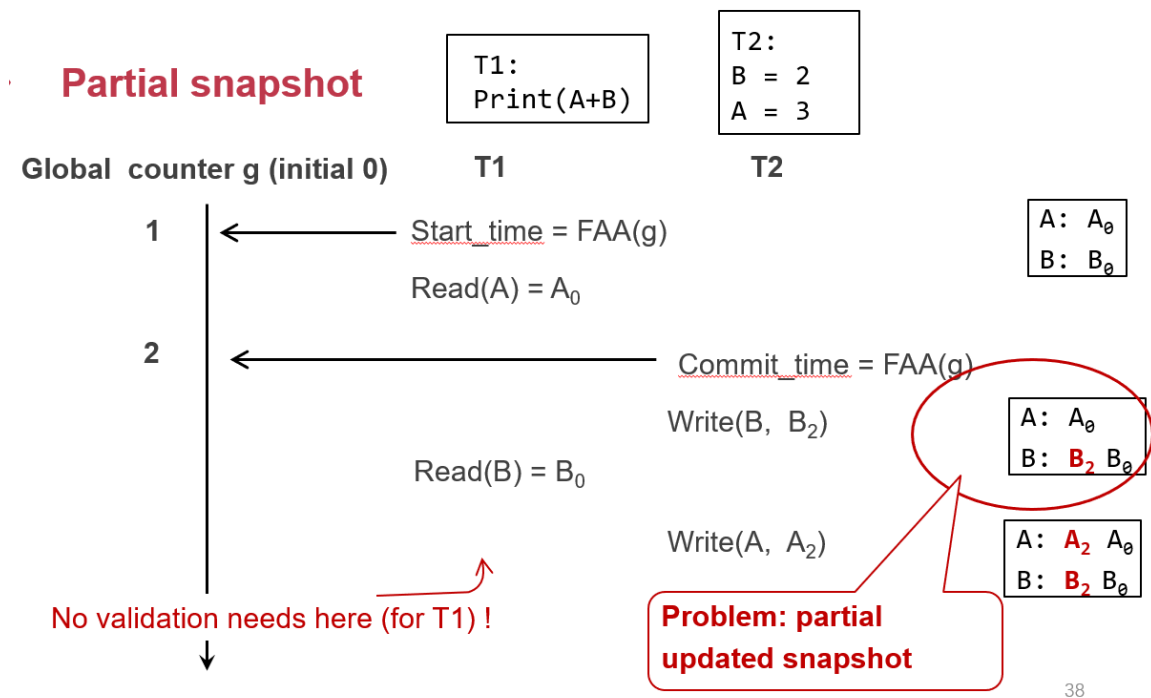 Partial snapshot
T1:
Print(A+B)
T2:
B = 2
A = 3
Global counter g (initial 0)
T1
T2
1
Start_time = FAA(g)
A: A₀
B: B₀
Read(A) = A₀
2
Commit_time = FAA(g)
Write(B, B₂)
A: A₀
B: B₂ B₀
Read(B) = B₀
Write(A, A₂)
A: A₂ A₀
B: B₂ B₀
No validation needs here (for T1) !
Problem: partial
updated snapshot
38